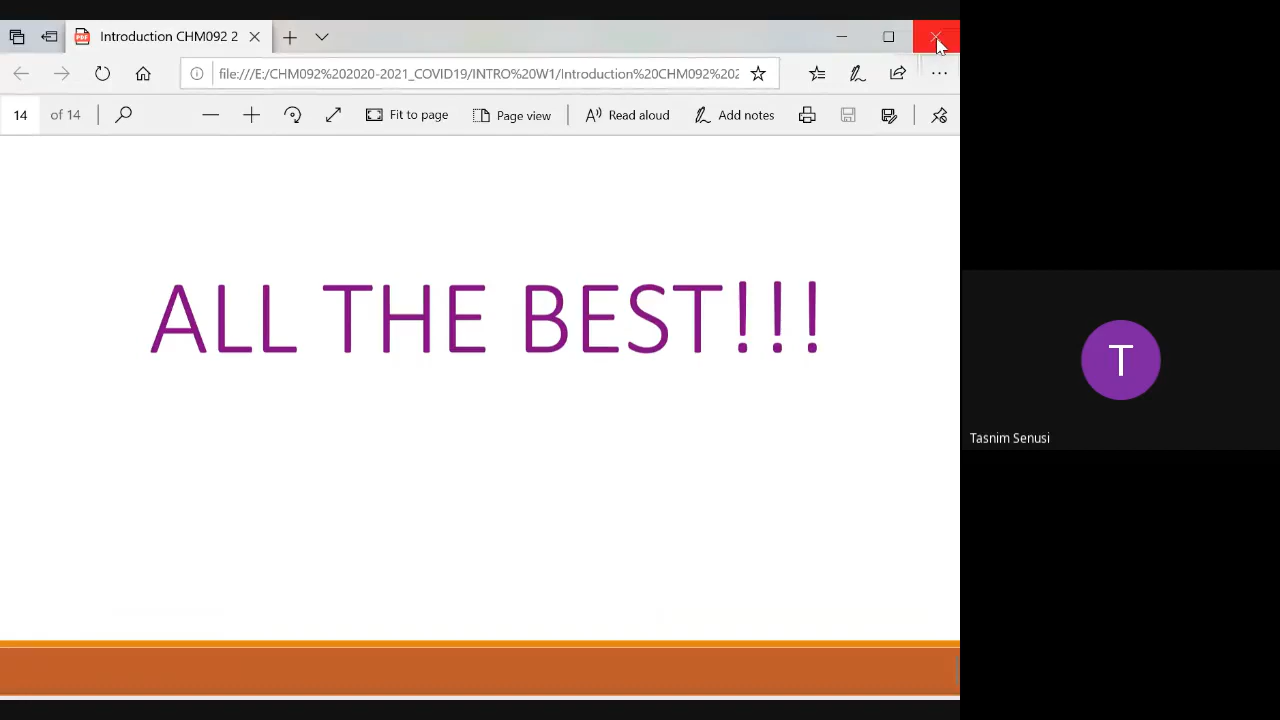 Introduction CHM092 2
file:///E:/CHM092%202020-2021_COVID19/INTRO%20W1/Introduction%20CHM092%202
14 of 14
Fit to page
Page view
Read aloud
Add notes
ALL THE BEST!!!
T
Tasnim Senusi